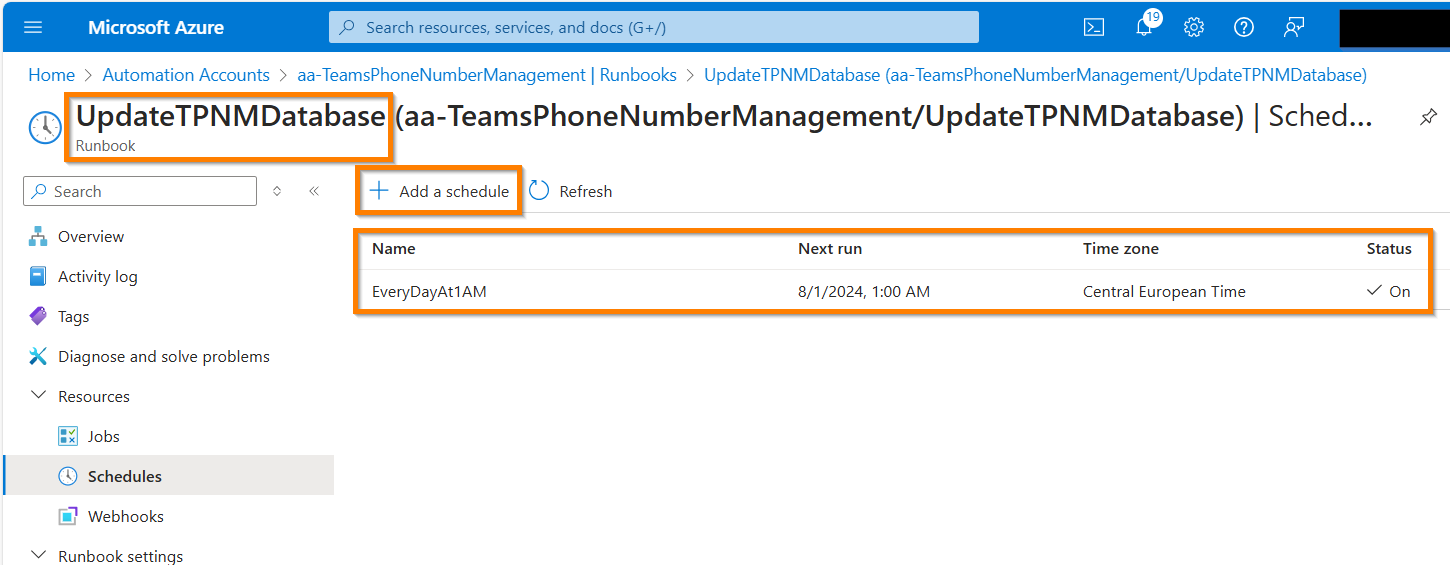 Microsoft Azure
Search resources, services, and docs (G+/)
19
Home > Automation Accounts > aa-TeamsPhoneNumberManagement | Runbooks > UpdateTPNMDatabase (aa-TeamsPhoneNumberManagement/UpdateTPNMDatabase)
UpdateTPNMDatabase (aa-TeamsPhoneNumberManagement/UpdateTPNMDatabase) | Sched...
Runbook
Search
Add a schedule
Refresh
Overview
Activity log
Tags
Diagnose and solve problems
Resources
Jobs
Schedules
Webhooks
Runbook settings
Name Next run Time zone Status
EveryDayAt1AM 8/1/2024, 1:00 AM Central European Time On